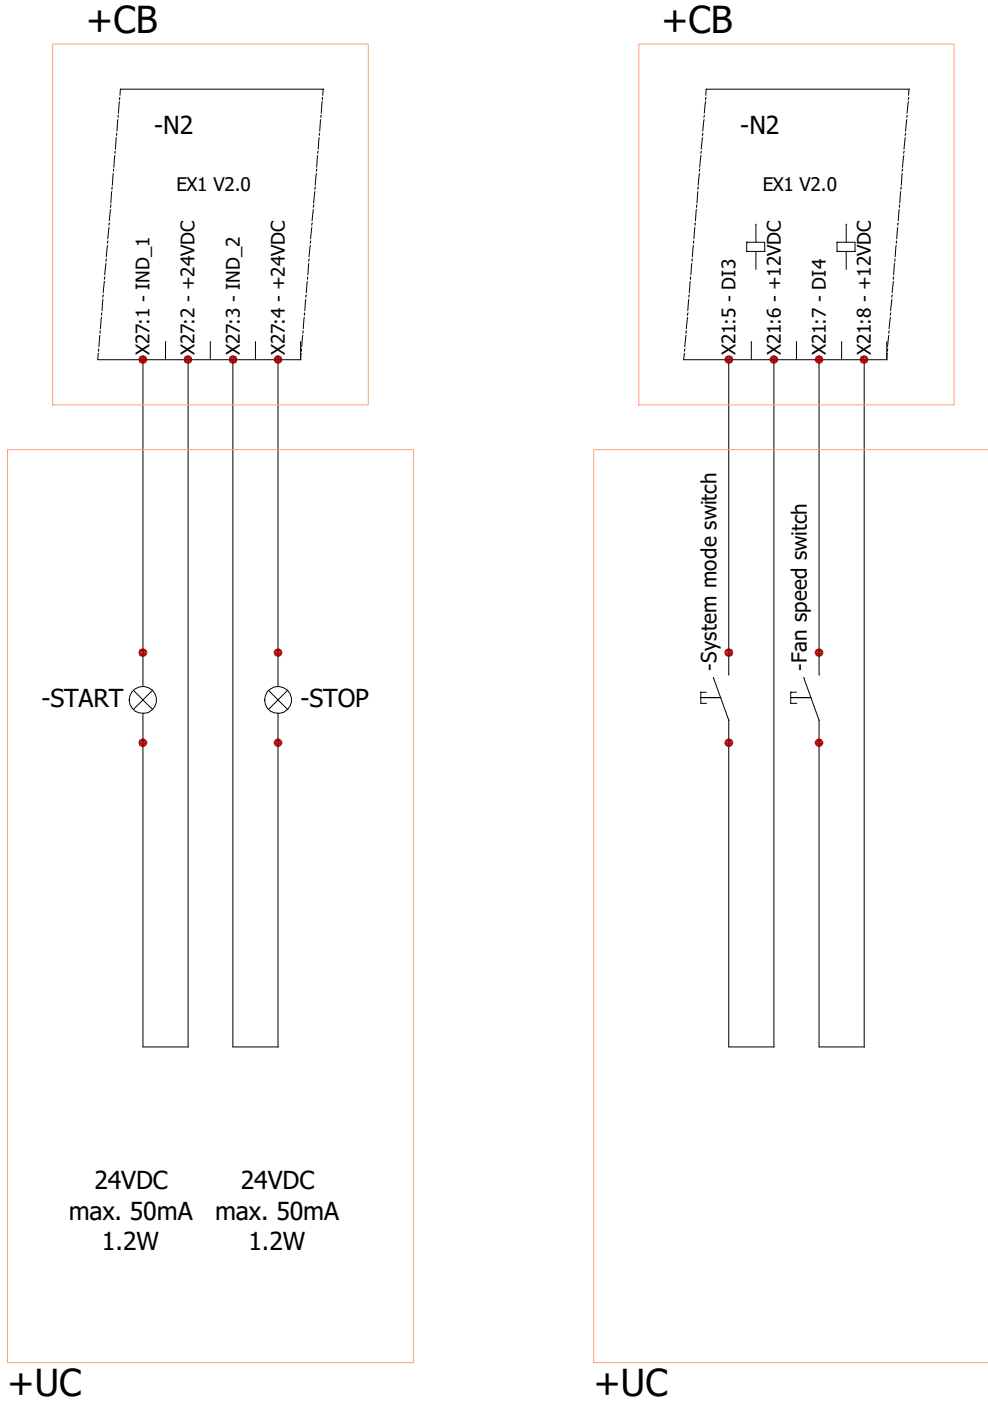 +CB
-N2
EX1 V2.0
X27:1 - IND_1
X27:2 - +24VDC
X27:3 - IND_2
X27:4 - +24VDC
-START
-STOP
24VDC
max. 50mA
1.2W
24VDC
max. 50mA
1.2W
+UC
+CB
-N2
EX1 V2.0
X21:5 - DI3
X21:6 - +12VDC
X21:7 - DI4
X21:8 - +12VDC
-System mode switch
-Fan speed switch
+UC